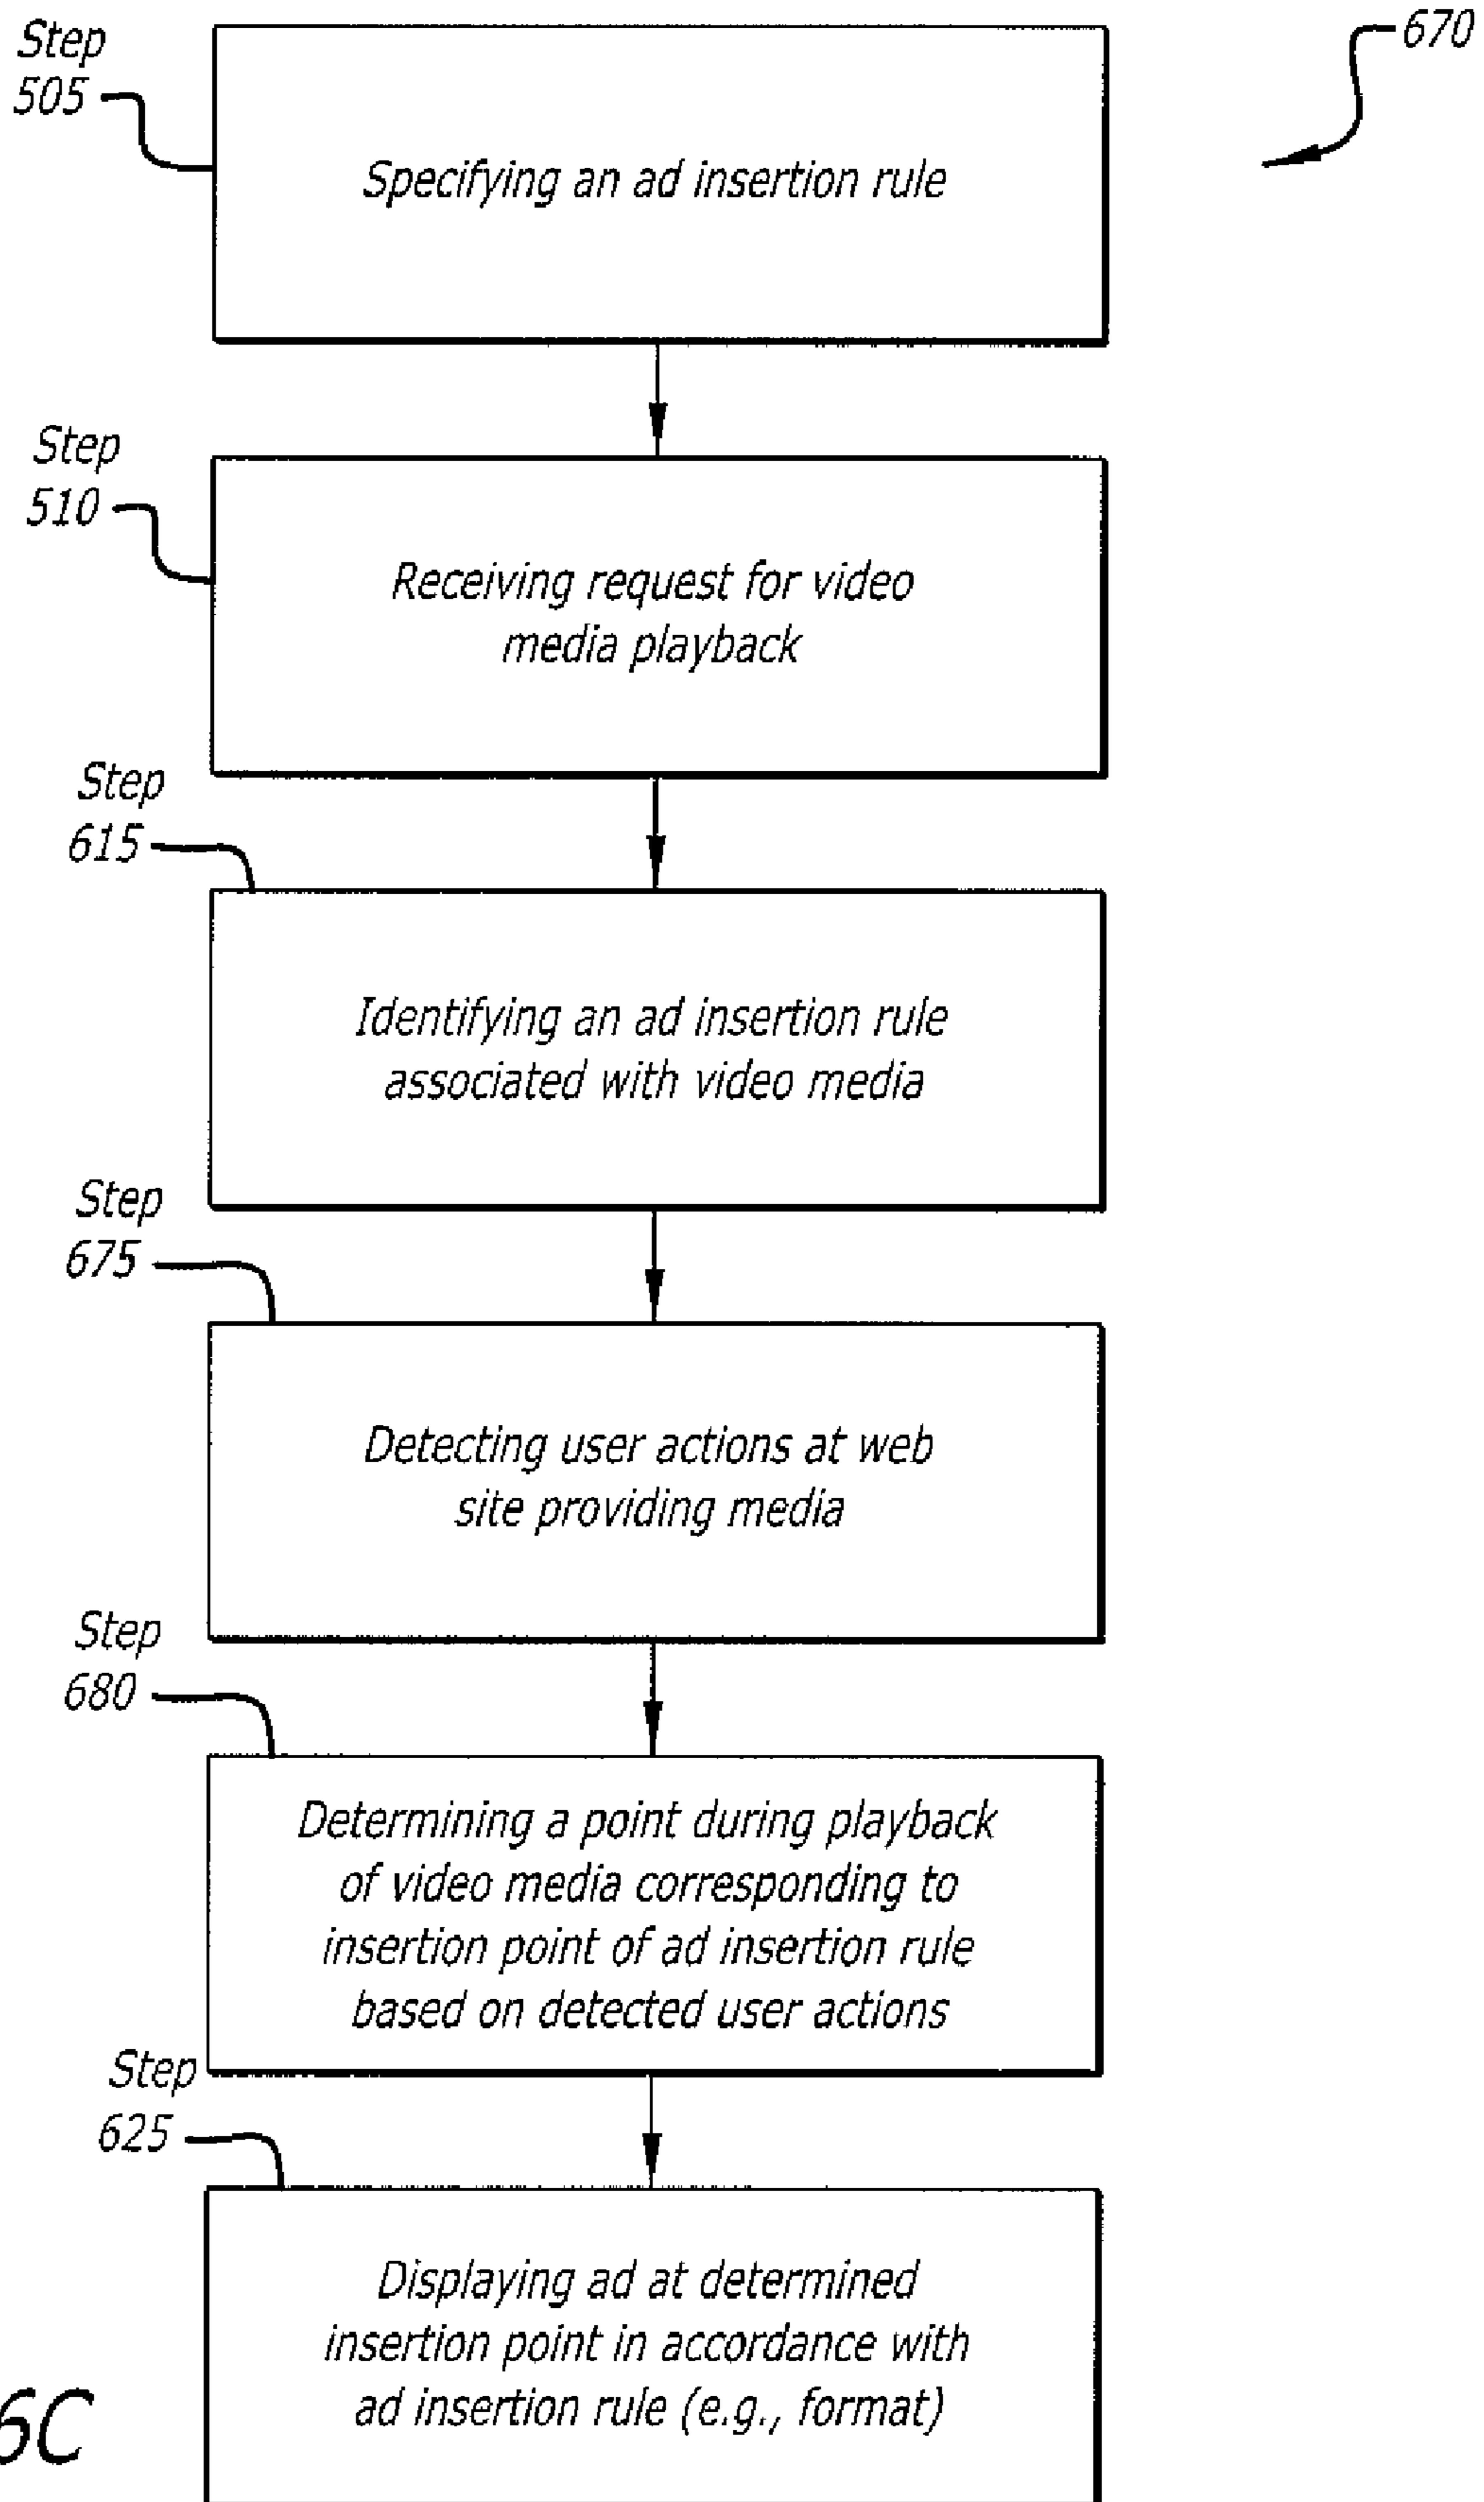 670
Step
505
Specifying an ad insertion rule
Step
510
Receiving request for video
media playback
Step
615
Identifying an ad insertion rule
associated with video media
Step
675
Detecting user actions at web
site providing media
Step
680
Determining a point during playback
of video media corresponding to
insertion point of ad insertion rule
based on detected user actions
Step
625
Displaying ad at determined
insertion point in accordance with
ad insertion rule (e.g., format)
6C